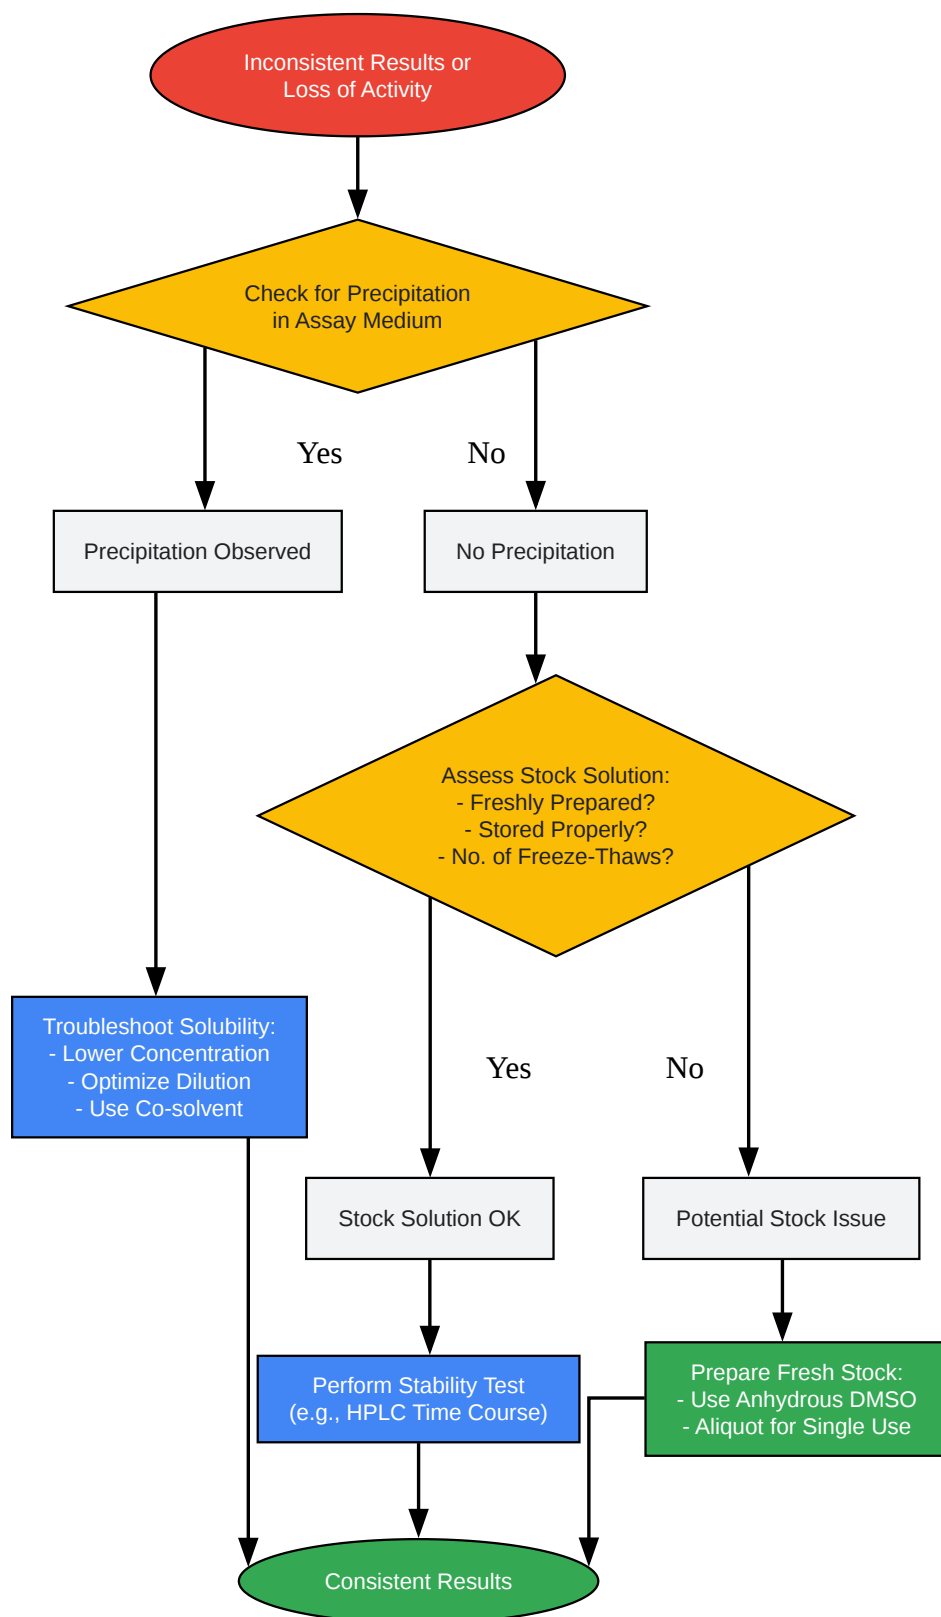 Inconsistent Results or
Loss of Activity
Check for Precipitation
in Assay Medium
Yes
No
Precipitation Observed
No Precipitation
Assess Stock Solution:
- Freshly Prepared?
- Stored Properly?
- No. of Freeze-Thaws?
Troubleshoot Solubility:
- Lower Concentration
- Optimize Dilution
- Use Co-solvent
Yes
No
Stock Solution OK
Potential Stock Issue
Perform Stability Test
(e.g., HPLC Time Course)
Prepare Fresh Stock:
- Use Anhydrous DMSO
- Aliquot for Single Use
Consistent Results